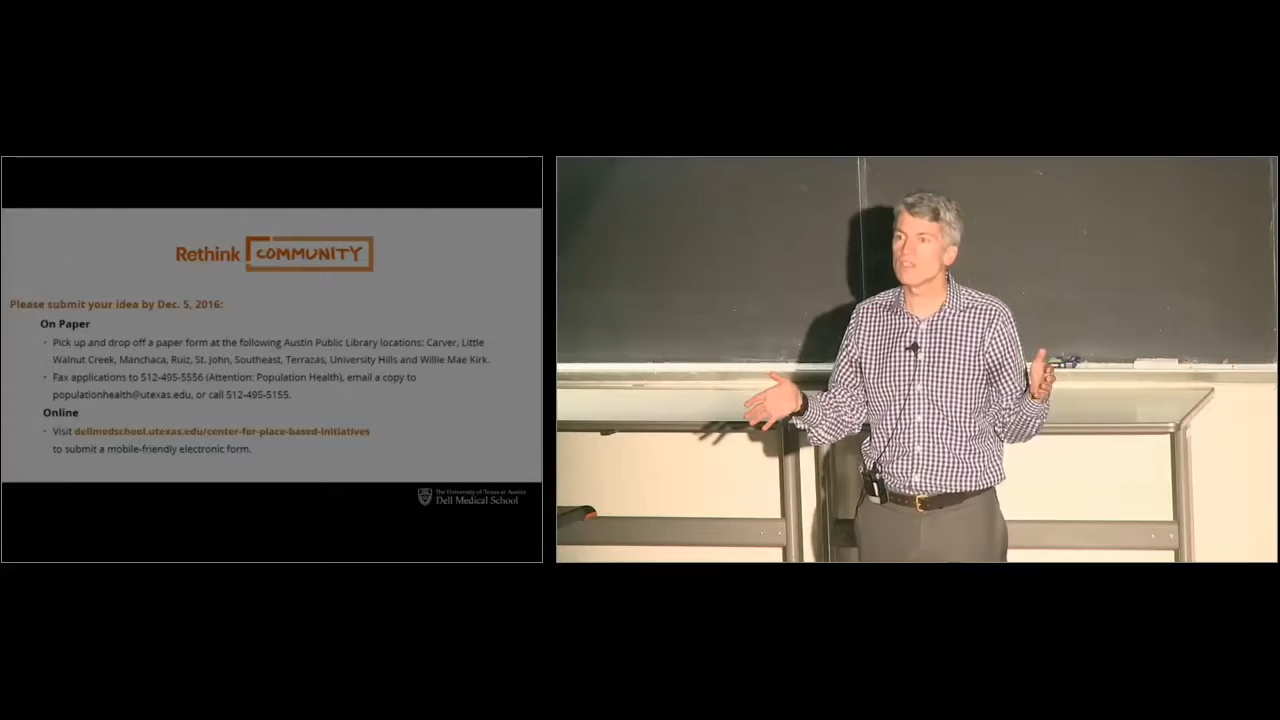 Rethink COMMUNITY
Please submit your idea by Dec. 5, 2016:
On Paper
• Pick up and drop off a paper form at the following Austin Public Library locations: Carver, Little
Walnut Creek, Manchaca, Ruiz, St. John, Southeast, Terrazas, University Hills and Willie Mae Kirk.
• Fax applications to 512-495-5556 (Attention: Population Health), email a copy to
populationhealth@utexas.edu, or call 512-495-5155.
Online
• Visit dellmedschool.utexas.edu/center-for-place-based-initiatives
to submit a mobile-friendly electronic form.
The University of Texas at Austin
Dell Medical School